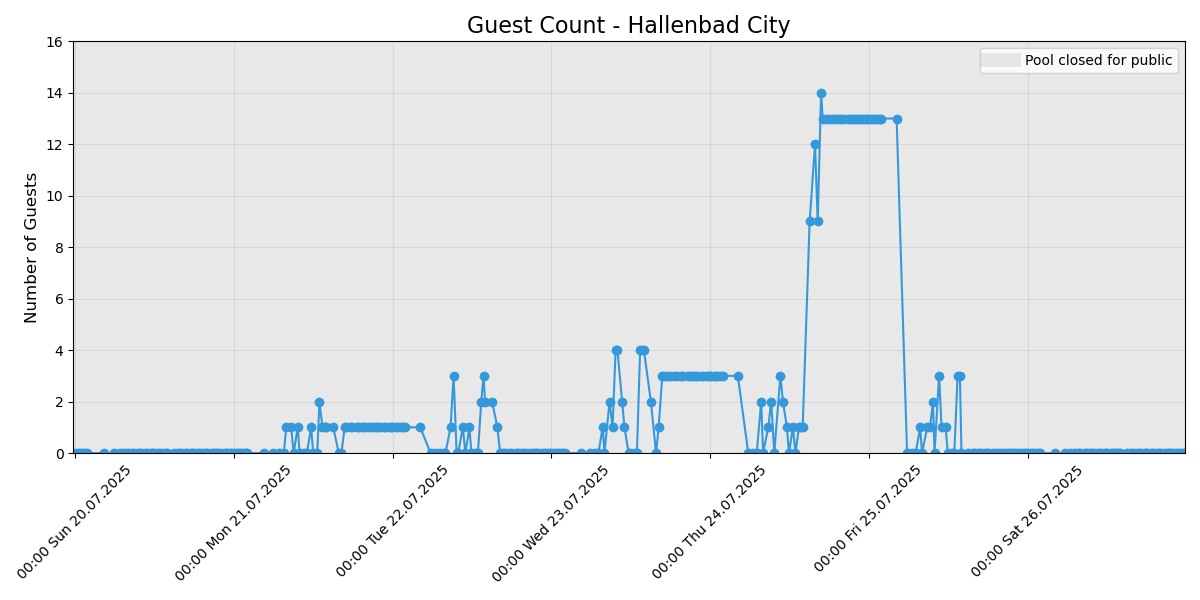 Guest Count - Hallenbad City
Pool closed for public
Number of Guests
16
14
12
10
8
6
4
2
0
00:00 Sun 20.07.2025
00:00 Mon 21.07.2025
00:00 Tue 22.07.2025
00:00 Wed 23.07.2025
00:00 Thu 24.07.2025
00:00 Fri 25.07.2025
00:00 Sat 26.07.2025